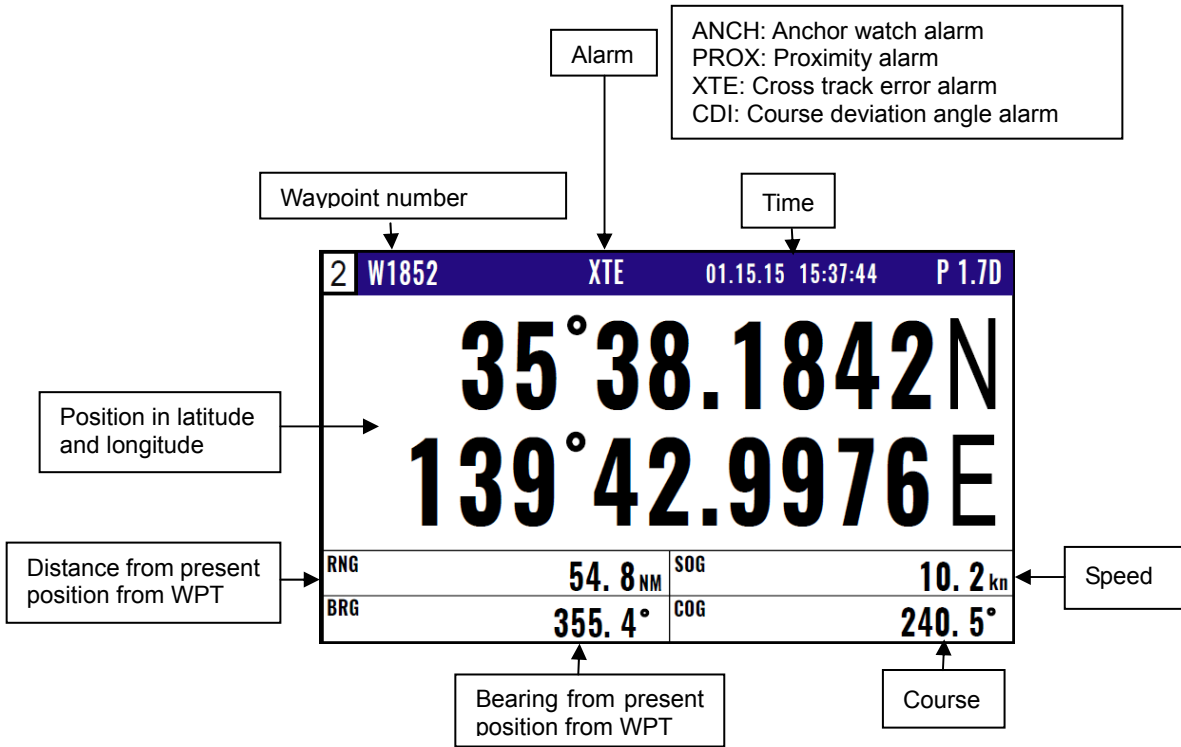 ANCH: Anchor watch alarm
PROX: Proximity alarm
XTE: Cross track error alarm
CDI: Course deviation angle alarm
Alarm
Waypoint number
Time
2 W1852 XTE 01.15.15 15:37:44 P 1.7D
35°38.1842N
139°42.9976E
Position in latitude
and longitude
RNG 54.8NM SOG 10.2kn
BRG 355.4° COG 240.5°
Distance from present
position from WPT
Speed
Bearing from present
position from WPT
Course